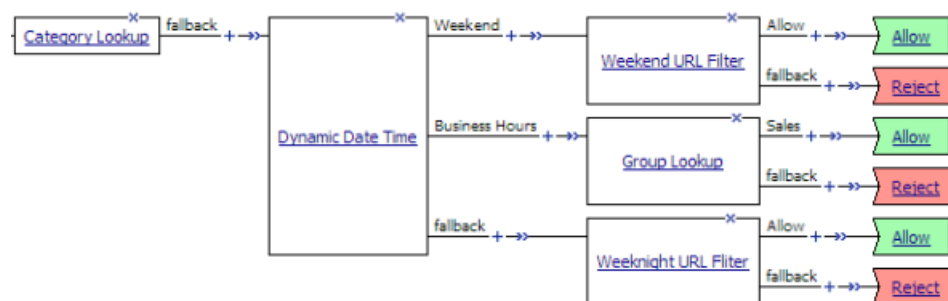 Category Lookup
fallback
Dynamic Date Time
Weekend
Weekend URL Filter
Allow
Allow
fallback
Reject
Business Hours
Group Lookup
Sales
Allow
fallback
Reject
fallback
Weeknight URL Fliter
Allow
Allow
fallback
Reject